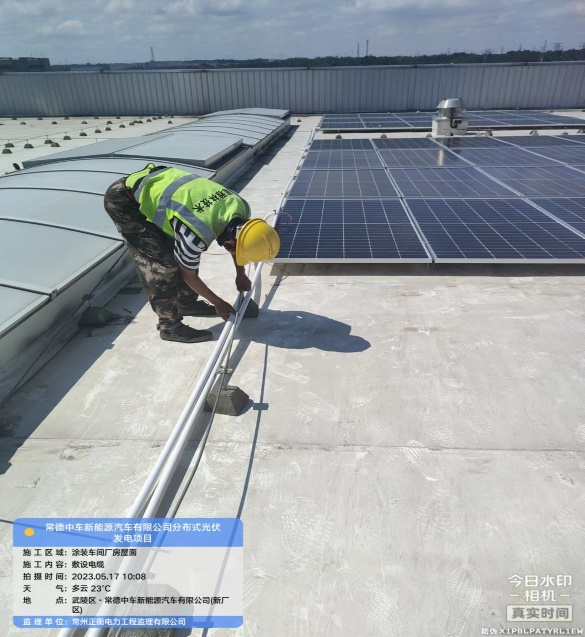 常德中车新能源汽车有限公司分布式光伏
发电项目
施工区域：涂装车间厂房屋面
施工内容：敷设电缆
拍摄时间：2023.05.17 10:08
天　　气：多云 23℃
地　　点：武陵区·常德中车新能源汽车有限公司(新厂
区)
监理单位：常州正衡电力工程监理有限公司
今日水印
-相机-
真实时间
防伪 X1PBLPATYRL1EW